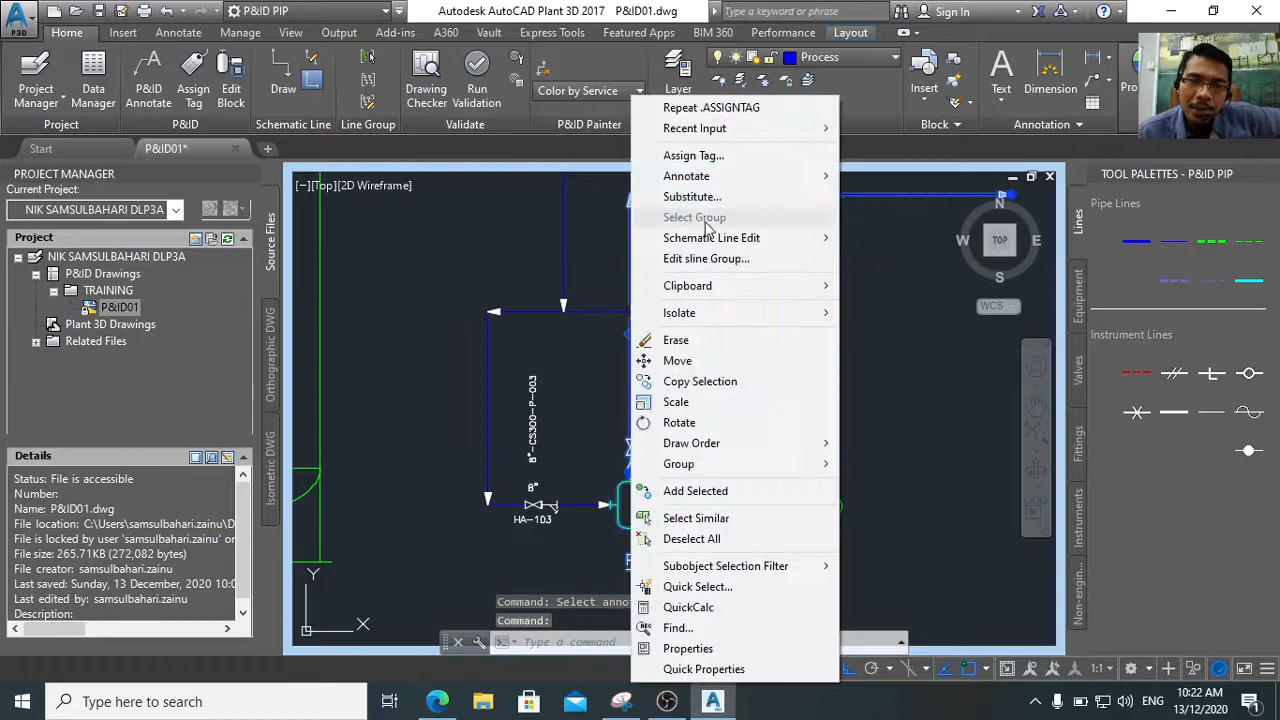 P&ID PIP
Autodesk AutoCAD Plant 3D 2017 P&ID01.dwg
Type a keyword or phrase
Sign In
P3D
Home
Insert
Annotate
Manage
View
Output
Add-ins
A360
Vault
Express Tools
Featured Apps
BIM 360
Performance
Layout
Project
Manager
Data
Manager
P&ID
Annotate
Assign
Tag
Edit
Block
Draw
Drawing
Checker
Run
Validation
Color by Service
Layer
Process
Insert
Text
Dimension
Project
P&ID
Schematic Line
Line Group
Validate
P&ID Painter
Block
Annotation
Start
P&ID01*
PROJECT MANAGER
Current Project:
NIK SAMSULBAHARI DLP3A
Project
NIK SAMSULBAHARI DLP3A
P&ID Drawings
TRAINING
P&ID01
Plant 3D Drawings
Related Files
Source Files
Orthographic DWG
Isometric DWG
Details
Status: File is accessible
Number:
Name: P&ID01.dwg
File location: C:\Users\samsulbahari.zainu\D
File is locked by user 'samsulbahari.zainu'
File size: 265.71KB (272,082 bytes)
File creator: samsulbahari.zainu
Last saved: Sunday, 13 December, 2020 10:0
Last edited by: samsulbahari.zainu
Description:
[−][Top][2D Wireframe]
8"-CS300-P-003
8"
HA-103
Y
X
Command: Select anno
Command:
Type a command
Repeat .ASSIGNTAG
Recent Input
Assign Tag...
Annotate
Substitute...
Select Group
Schematic Line Edit
Edit sline Group...
Clipboard
Isolate
Erase
Move
Copy Selection
Scale
Rotate
Draw Order
Group
Add Selected
Select Similar
Deselect All
Subobject Selection Filter
Quick Select...
QuickCalc
Find...
Properties
Quick Properties
N
W
TOP
E
S
WCS
TOOL PALETTES - P&ID PIP
Pipe Lines
Instrument Lines
Lines
Equipment
Valves
Fittings
Instruments
Non-engin...
1:1
Type here to search
ENG
10:22 AM
13/12/2020